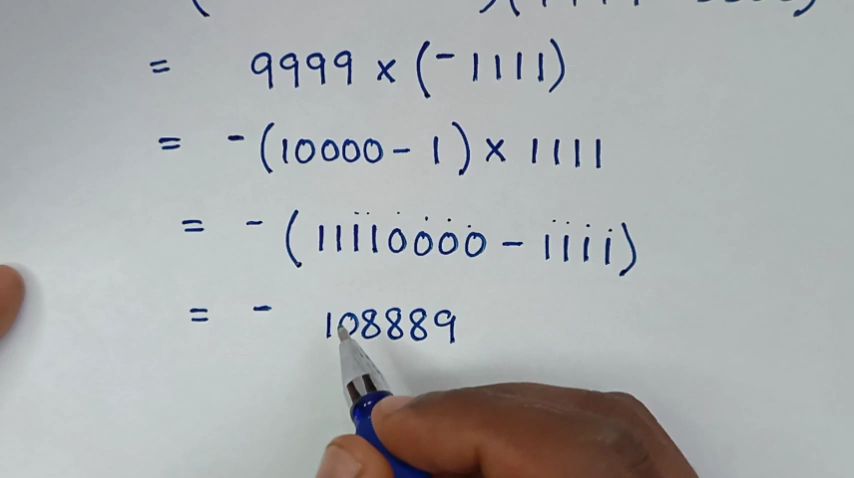 = 9999 × (-1111)
= -(10000 - 1) × 1111
= -(11110000 - 1111)
= - 108889